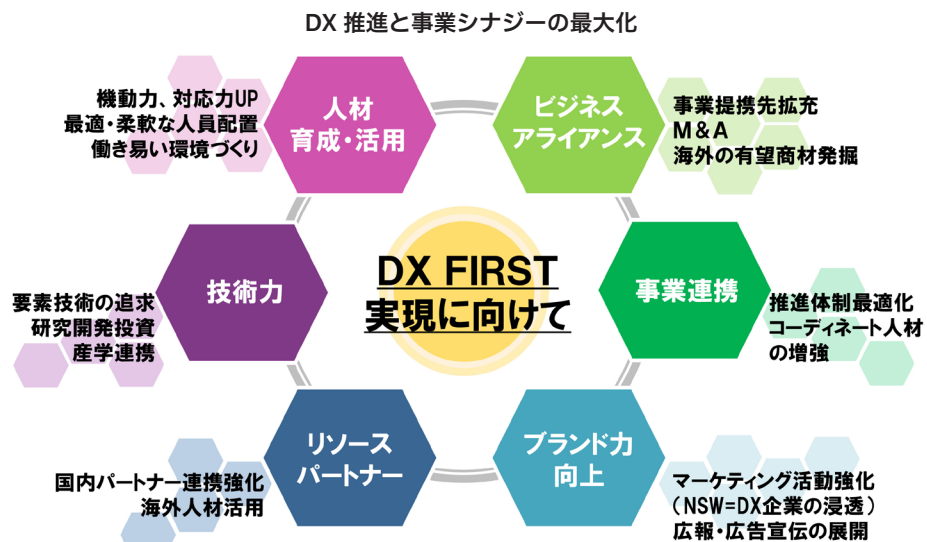 DX 推進と事業シナジーの最大化
人材
育成・活用
機動力、対応力UP
最適・柔軟な人員配置
働き易い環境づくり
ビジネス
アライアンス
事業提携先拡充
M&A
海外の有望商材発掘
技術力
要素技術の追求
研究開発投資
産学連携
DX FIRST
実現に向けて
事業連携
推進体制最適化
コーディネート人材
の増強
リソース
パートナー
国内パートナー連携強化
海外人材活用
ブランド力
向上
マーケティング活動強化
(NSW=DX企業の浸透)
広報・広告宣伝の展開